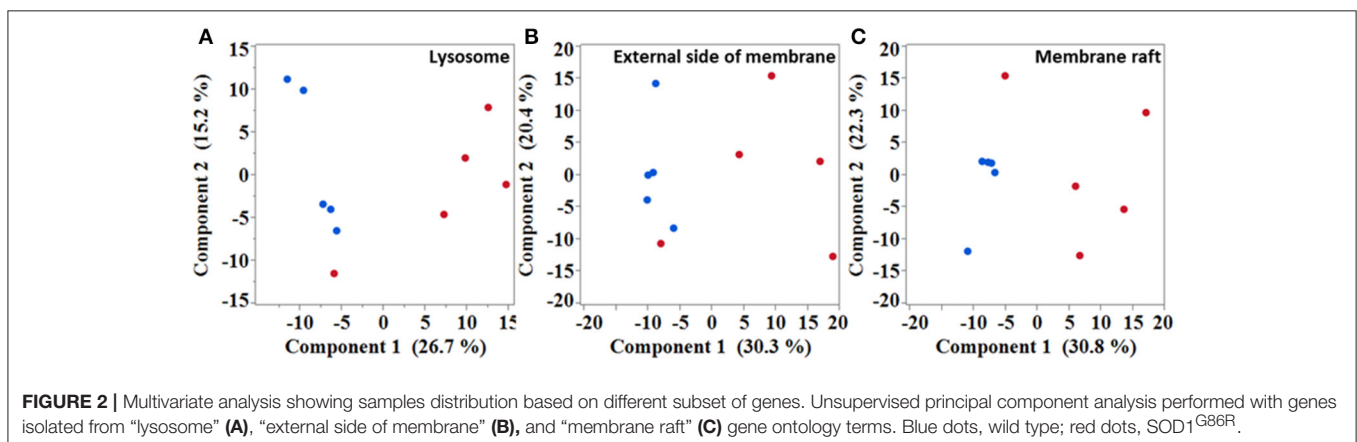 A
Lysosome
15
10
5
0
-5
-10
-15
Component 2 (15.2 %)
-10 -5 0 5 10 15
Component 1 (26.7 %)
B
External side of membrane
20
15
10
5
0
-5
-10
-15
-20
Component 2 (20.4 %)
-20 -10 -5 0 5 10 15 20
Component 1 (30.3 %)
C
Membrane raft
20
15
10
5
0
-5
-10
-15
-20
Component 2 (22.3 %)
-20 -10 -5 0 5 10 15 20
Component 1 (30.8 %)
FIGURE 2 | Multivariate analysis showing samples distribution based on different subset of genes. Unsupervised principal component analysis performed with genes
isolated from “lysosome” (A), “external side of membrane” (B), and “membrane raft” (C) gene ontology terms. Blue dots, wild type; red dots, SOD1G86R.